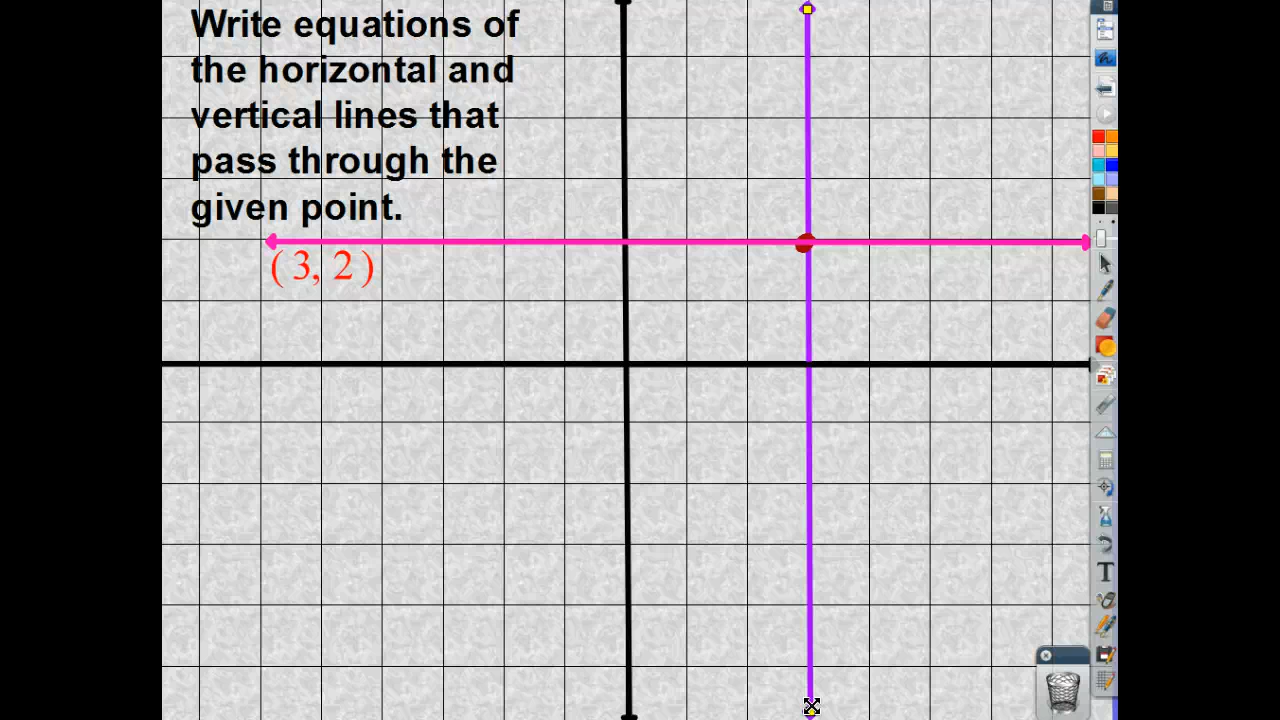 Write equations of
the horizontal and
vertical lines that
pass through the
given point.
( 3, 2 )
T